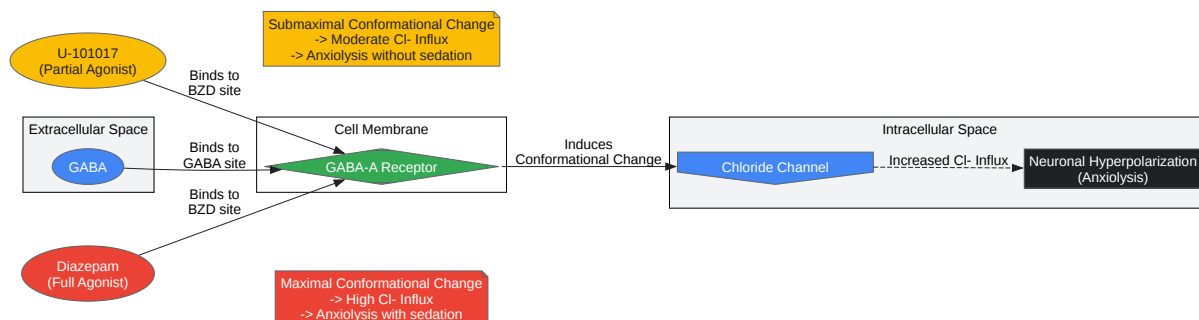 Submaximal Conformational Change
-> Moderate Cl- Influx
-> Anxiolysis without sedation
U-101017
(Partial Agonist)
Binds to
BZD site
Extracellular Space
GABA
Binds to
GABA site
Cell Membrane
GABA-A Receptor
Induces
Conformational Change
Intracellular Space
Chloride Channel
Increased Cl- Influx
Neuronal Hyperpolarization
(Anxiolysis)
Binds to
BZD site
Diazepam
(Full Agonist)
Maximal Conformational Change
-> High Cl- Influx
-> Anxiolysis with sedation